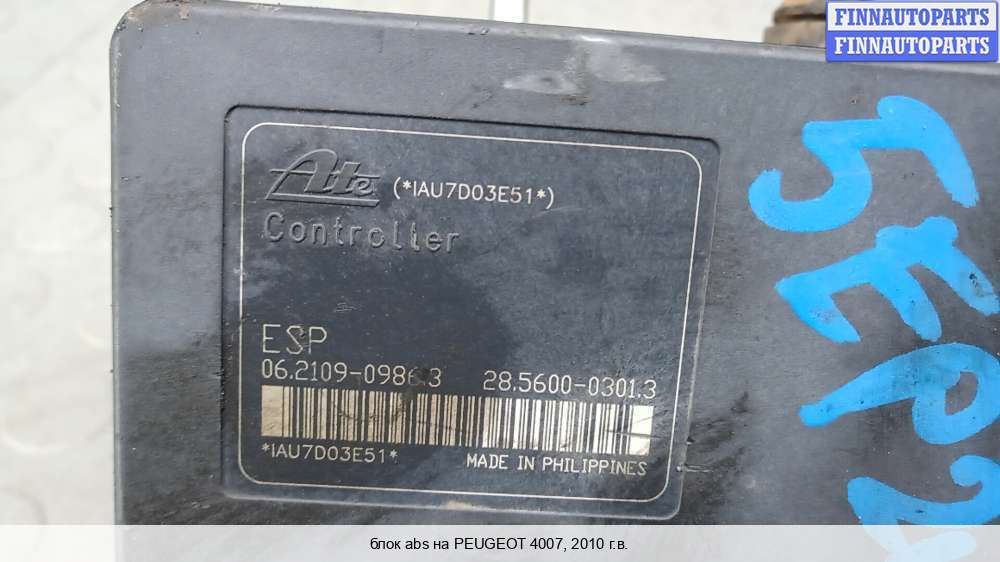 FINNAUTOPARTS
FINNAUTOPARTS
Ate (*IAU7D03E51*)
Controller
ESP
06.2109-0986.3 28.5600-0301.3
*IAU7D03E51*
MADE IN PHILIPPINES
5EP2
блок abs на PEUGEOT 4007, 2010 г.в.